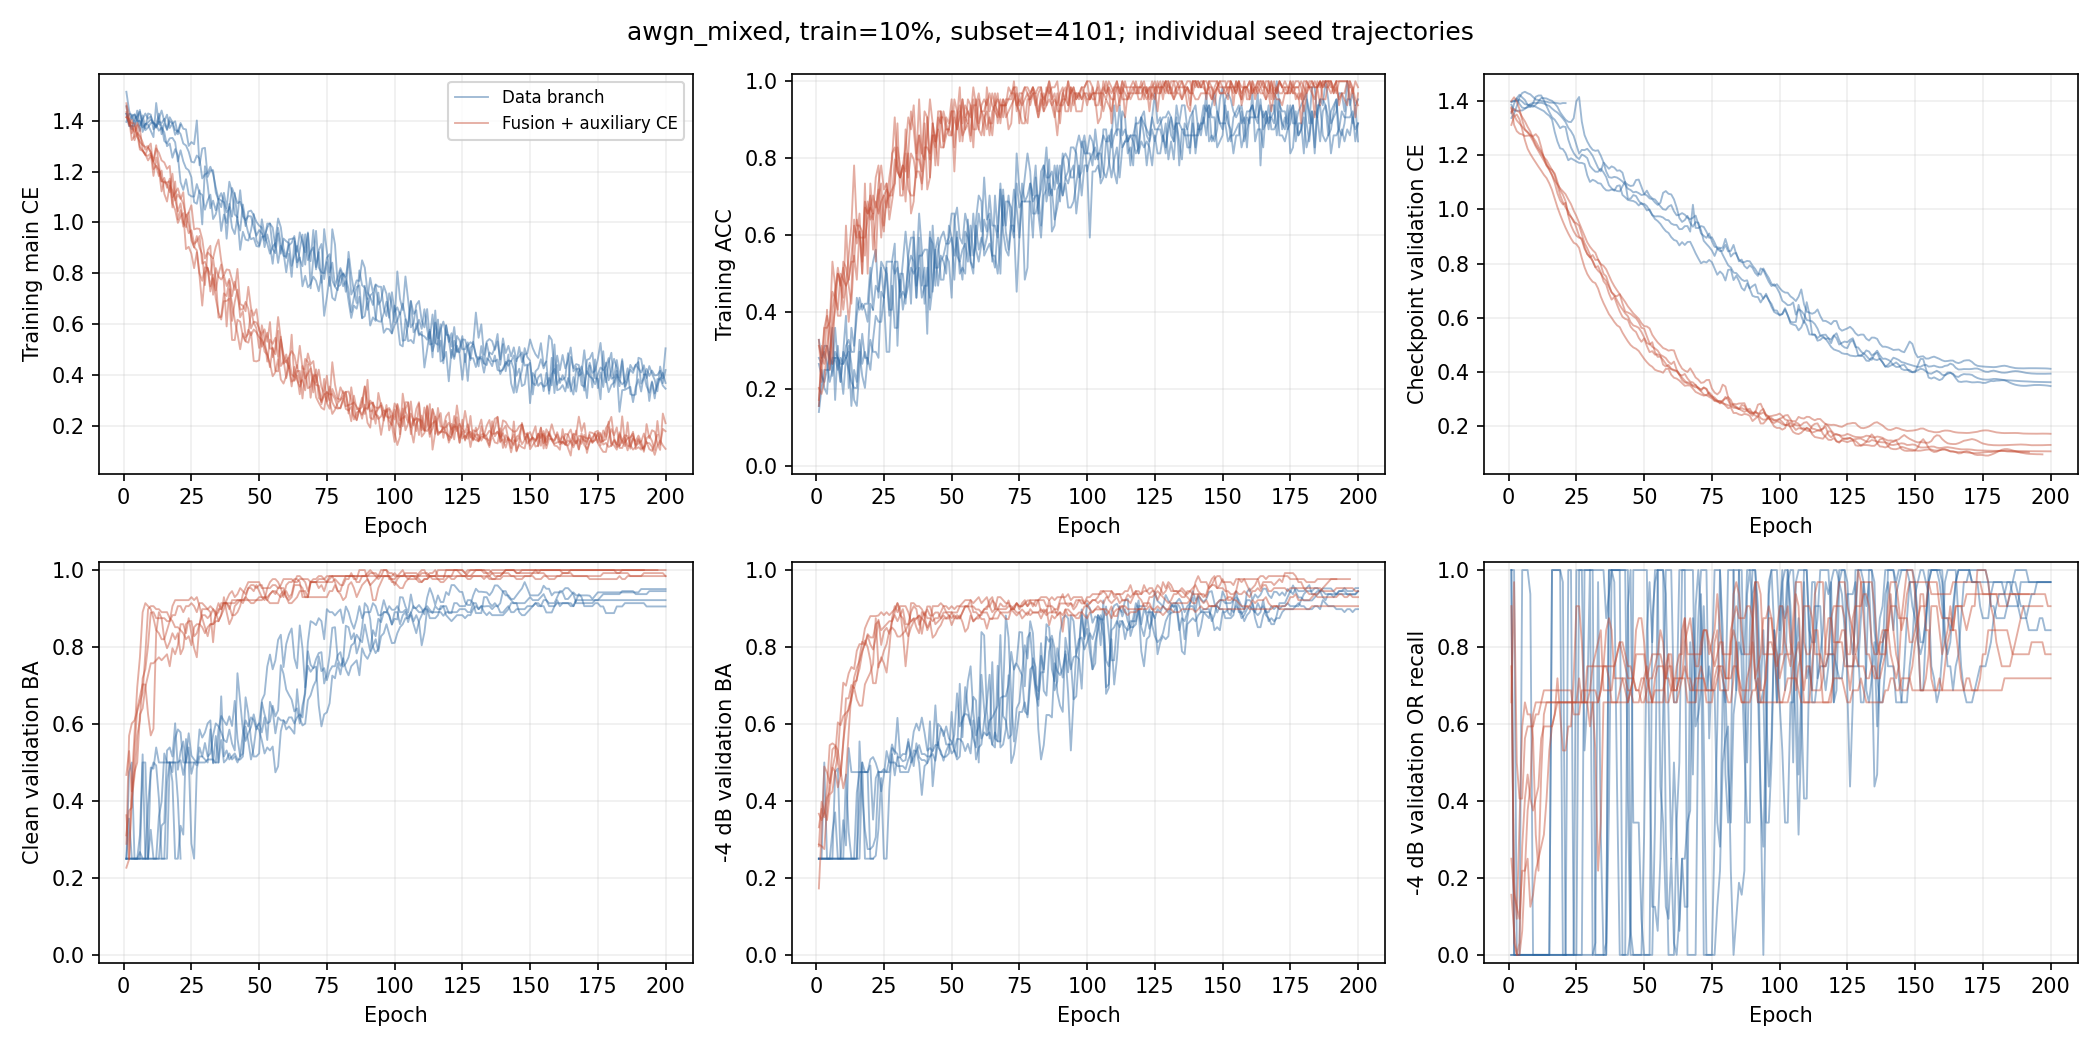 awgn_mixed, train=10%, subset=4101; individual seed trajectories
Training main CE
1.4
1.2
1.0
0.8
0.6
0.4
0.2
Data branch
Fusion + auxiliary CE
0 25 50 75 100 125 150 175 200
Epoch
Training ACC
1.0
0.8
0.6
0.4
0.2
0.0
0 25 50 75 100 125 150 175 200
Epoch
Checkpoint validation CE
1.4
1.2
1.0
0.8
0.6
0.4
0.2
0 25 50 75 100 125 150 175 200
Epoch
Clean validation BA
1.0
0.8
0.6
0.4
0.2
0.0
0 25 50 75 100 125 150 175 200
Epoch
-4 dB validation BA
1.0
0.8
0.6
0.4
0.2
0.0
0 25 50 75 100 125 150 175 200
Epoch
-4 dB validation OR recall
1.0
0.8
0.6
0.4
0.2
0.0
0 25 50 75 100 125 150 175 200
Epoch